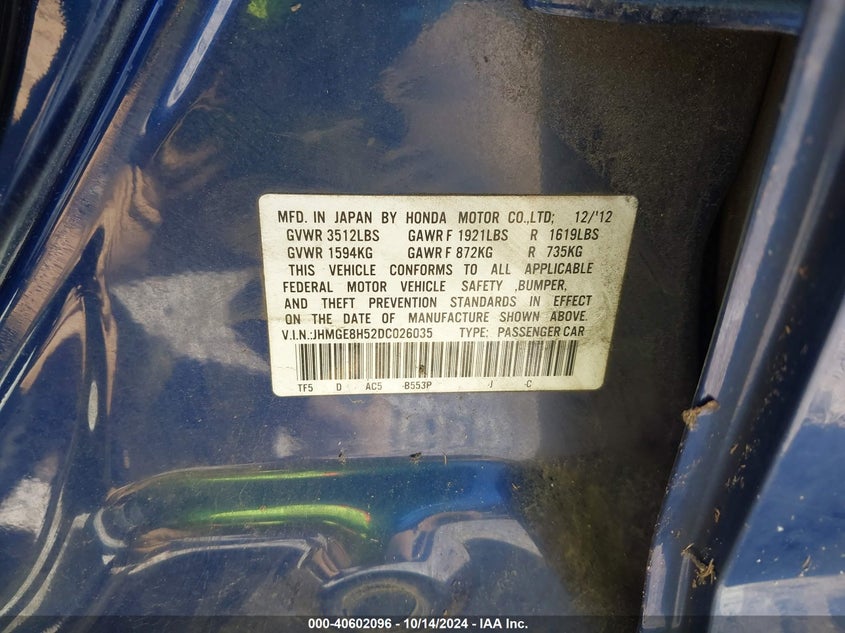 MFD. IN JAPAN BY HONDA MOTOR CO.,LTD; 12/'12
GVWR 3512LBS GAWR F 1921LBS R 1619LBS
GVWR 1594KG GAWR F 872KG R 735KG
THIS VEHICLE CONFORMS TO ALL APPLICABLE
FEDERAL MOTOR VEHICLE SAFETY ,BUMPER,
AND THEFT PREVENTION STANDARDS IN EFFECT
ON THE DATE OF MANUFACTURE SHOWN ABOVE.
V.I.N.:JHMGE8H52DC026035 TYPE: PASSENGER CAR
TF5 D AC5 -B553P -J -C
000-40602096 - 10/14/2024 - IAA Inc.